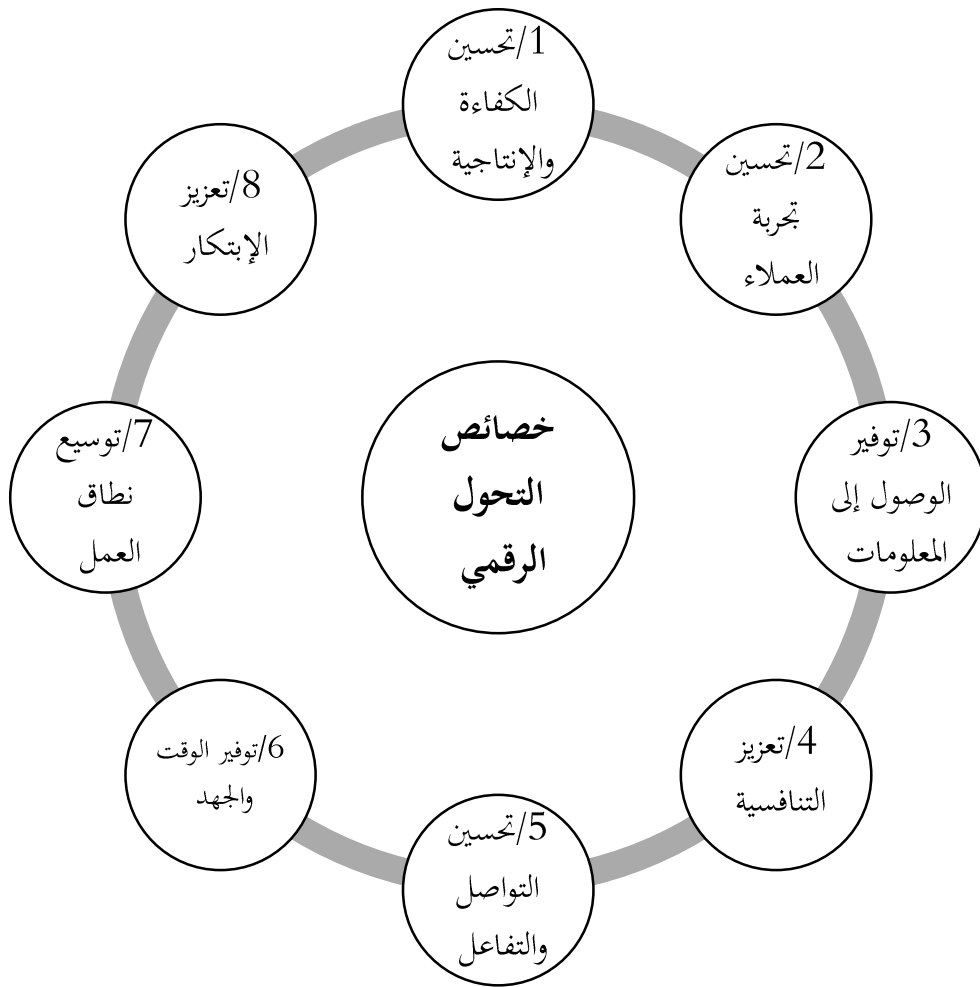 خصائص
التحول
الرقمي
1/تحسين
الكفاءة
والإنتاجية
2/تحسين
تجربة
العملاء
3/توفير
الوصول إلى
المعلومات
4/تعزيز
التنافسية
5/تحسين
التواصل
والتفاعل
6/توفير الوقت
والجهد
7/توسيع
نطاق
العمل
8/تعزيز
الإبتكار